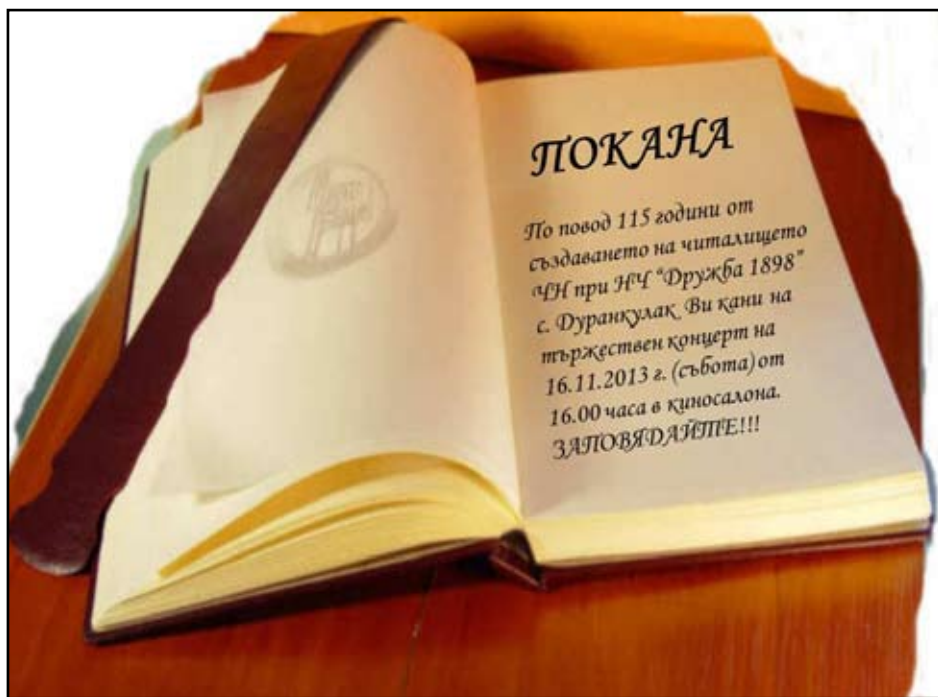 ПОКАНА
По повод 115 години от
създаването на читалището
ЧН при НЧ “Дружба 1898”
с. Дуранкулак Ви кани на
тържествен концерт на
16.11.2013 г. (събота) от
16.00 часа в киносалона.
ЗАПОВЯДАЙТЕ!!!